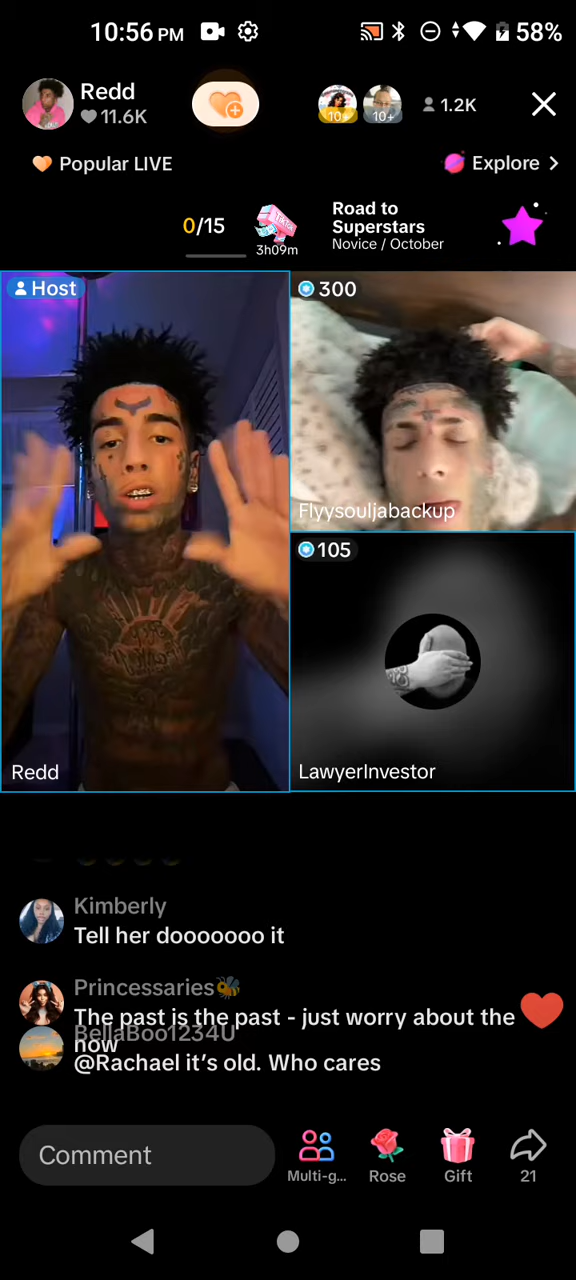 10:56 PM
58%
Redd
11.6K
10+
10+
1.2K
Popular LIVE
Explore >
0/15
TikTok
3h09m
Road to
Superstars
Novice / October
Host
300
Flyysouljabackup
105
Redd
LawyerInvestor
Kimberly
Tell her dooooooo it
Princessaries🐝
The past is the past - just worry about the
now
BellaBoo1234U
@Rachael it’s old. Who cares
Comment
Multi-g...
Rose
Gift
21